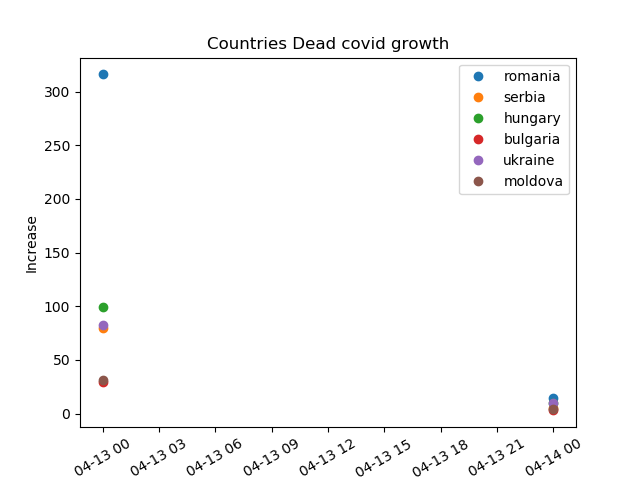 Countries Dead covid growth
romania
serbia
hungary
bulgaria
ukraine
moldova
Increase
300
250
200
150
100
50
0
04-13 00
04-13 03
04-13 06
04-13 09
04-13 12
04-13 15
04-13 18
04-13 21
04-14 00